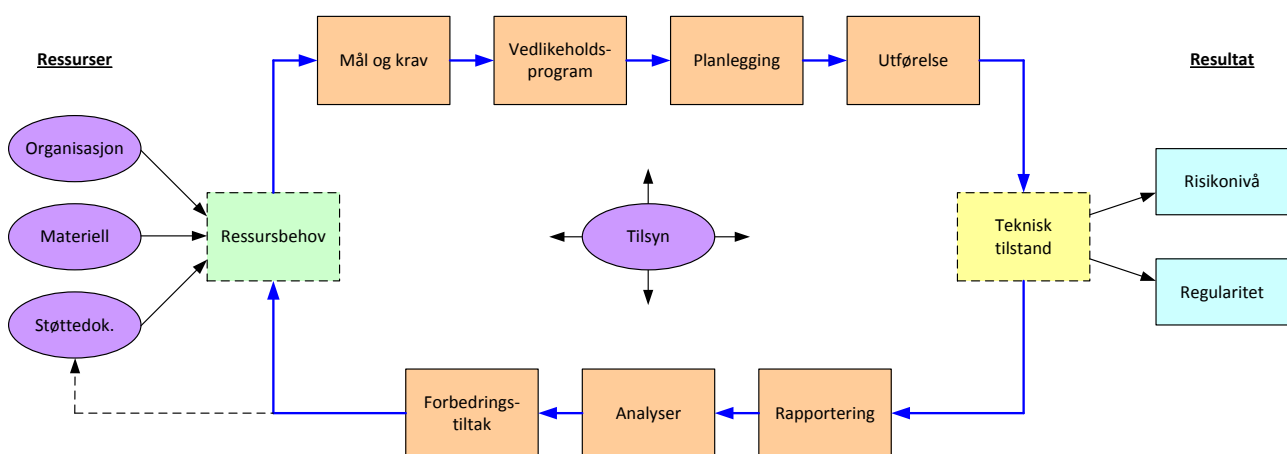 Ressurser
Mål og krav
Vedlikeholds-
program
Planlegging
Utførelse
Resultat
Organisasjon
Materiell
Støttedok.
Ressursbehov
Tilsyn
Teknisk
tilstand
Risikonivå
Regularitet
Forbedrings-
tiltak
Analyser
Rapportering